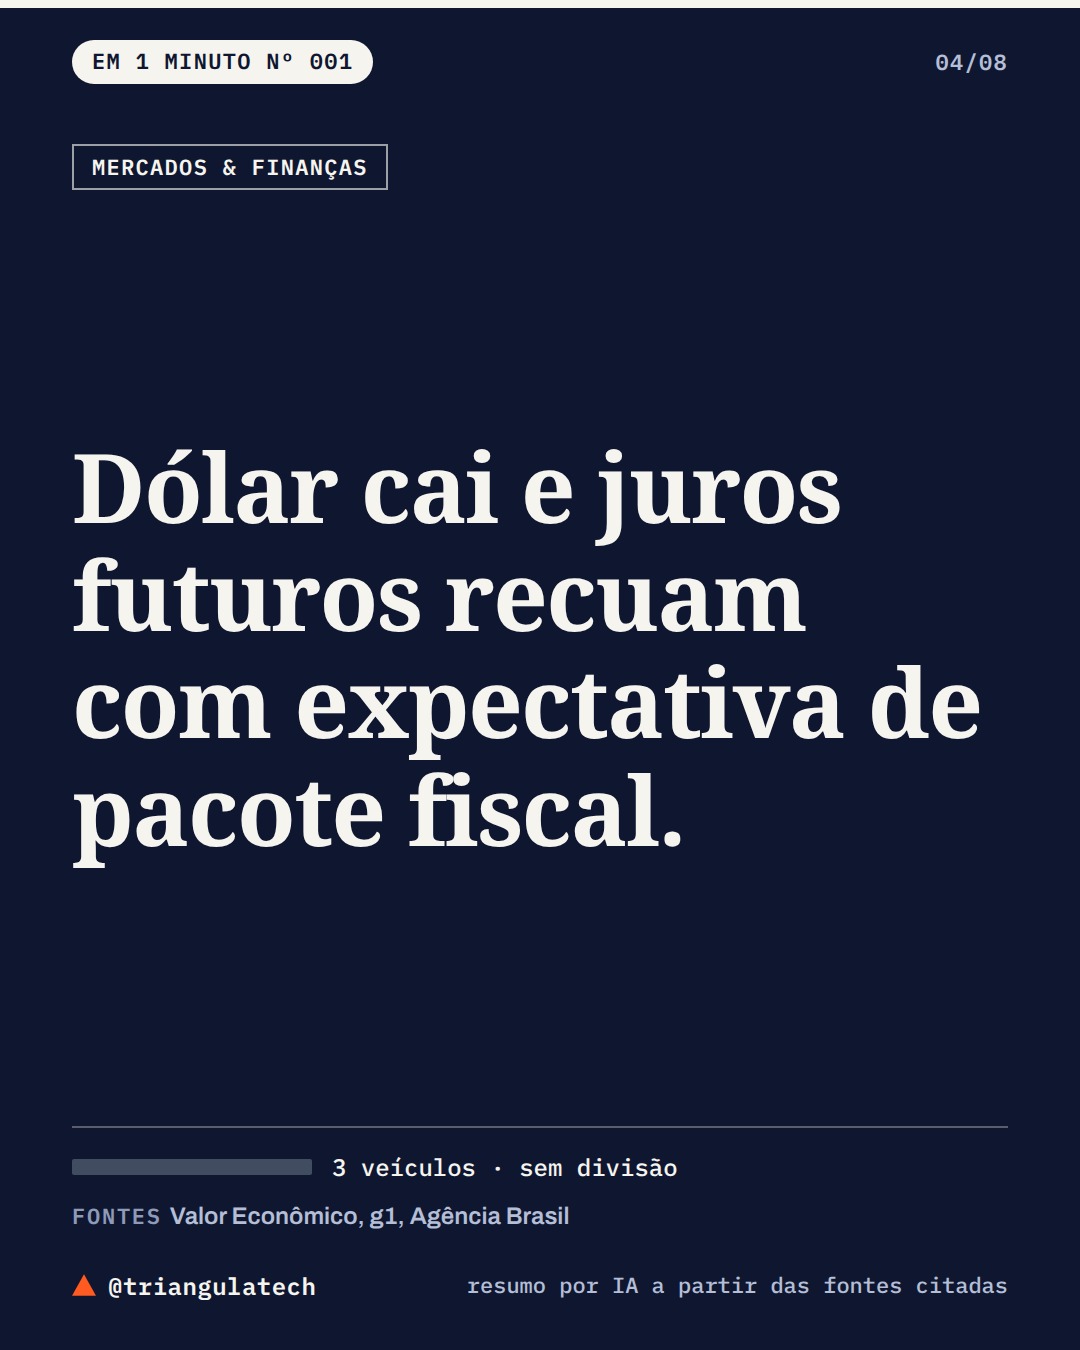 EM 1 MINUTO Nº 001
04/08
MERCADOS & FINANÇAS
Dólar cai e juros
futuros recuam
com expectativa de
pacote fiscal.
3 veículos · sem divisão
FONTES Valor Econômico, g1, Agência Brasil
@triangulatech
resumo por IA a partir das fontes citadas